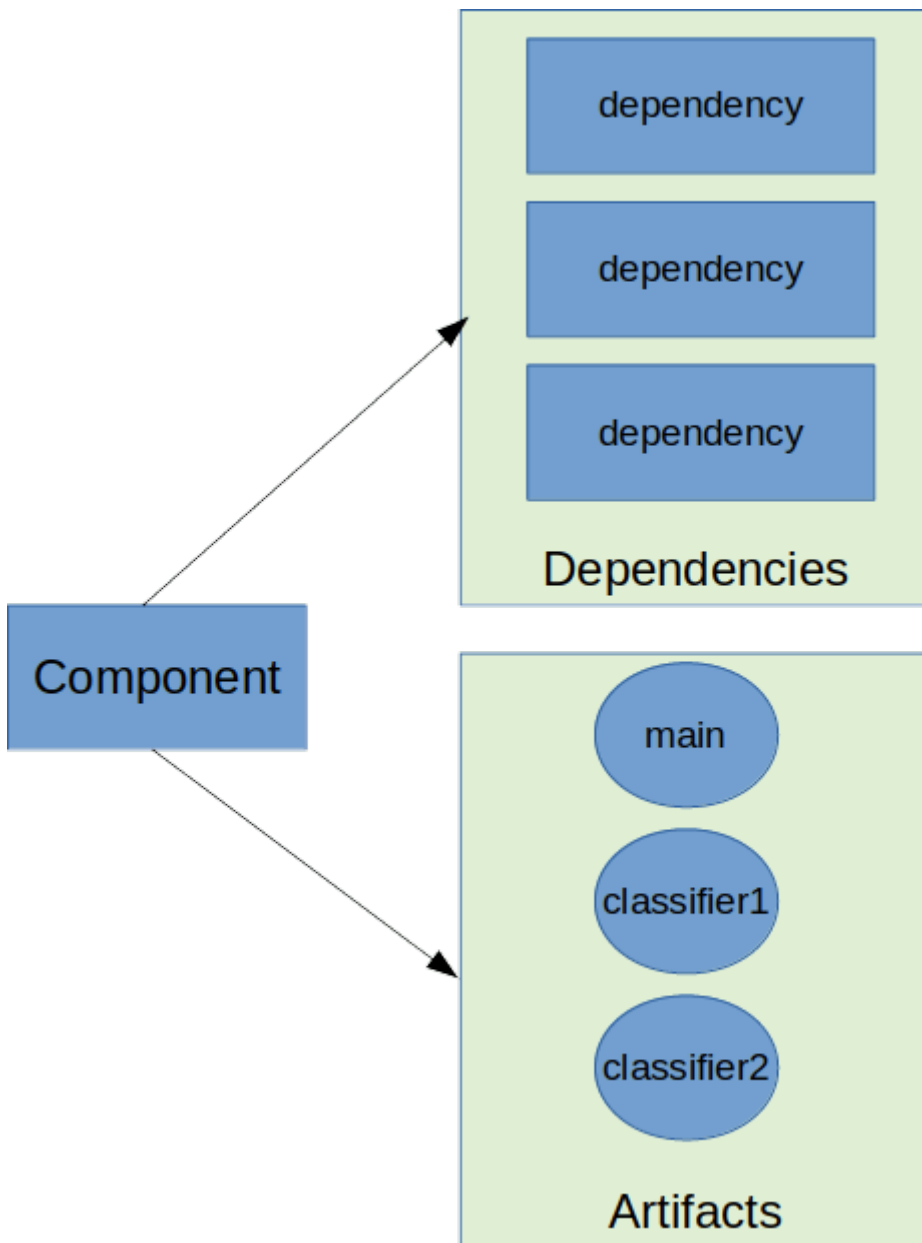 dependency
dependency
dependency
Dependencies
Component
main
classifier1
classifier2
Artifacts